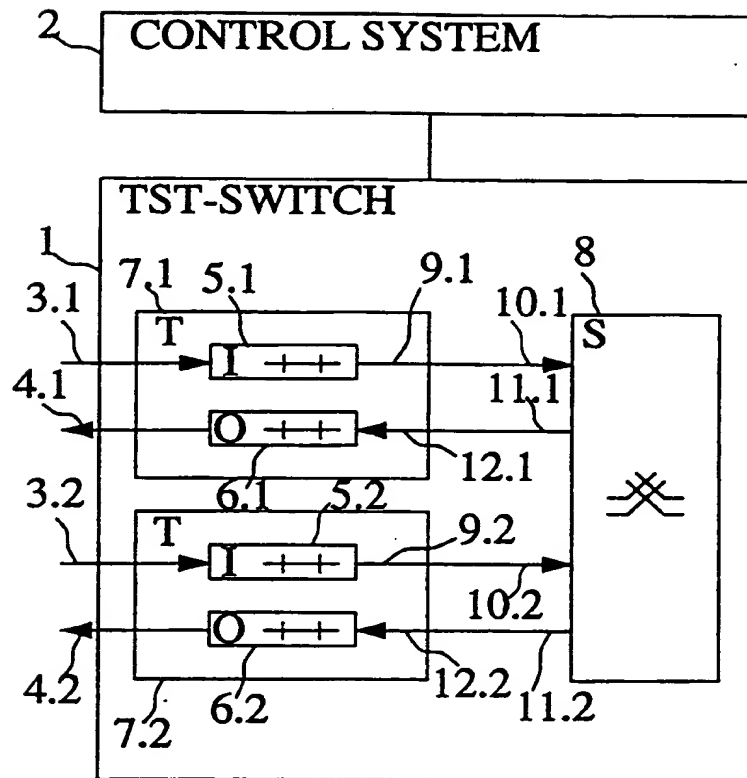 2 CONTROL SYSTEM
TST-SWITCH
1
7.1 5.1 9.1 8
3.1 T 10.1 S
I
4.1 11.1
O
12.1
6.1 5.2
3.2 T 9.2
I
10.2
O
4.2 12.2
6.2 11.2
7.2